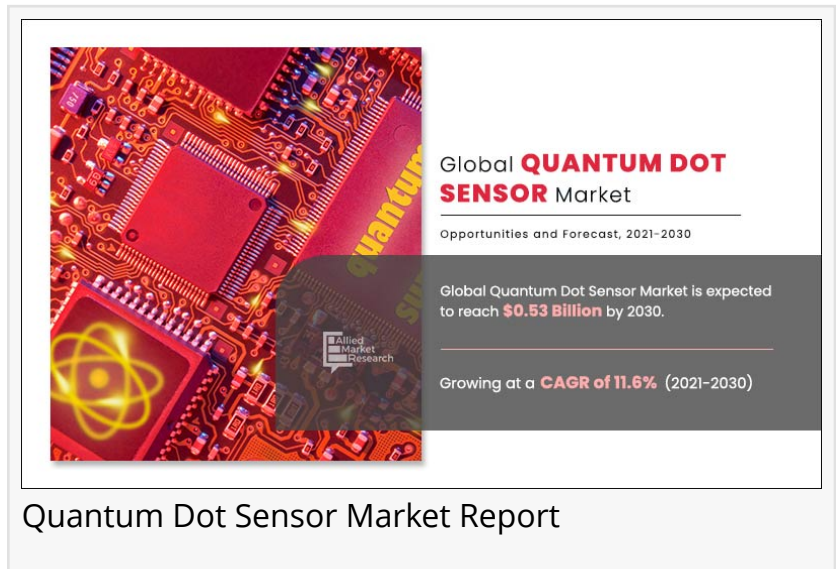 quantum
Global QUANTUM DOT
SENSOR Market
Opportunities and Forecast, 2021-2030
Global Quantum Dot Sensor Market is expected
to reach $0.53 Billion by 2030.
Allied
Market
Research
Growing at a CAGR of 11.6% (2021-2030)
Quantum Dot Sensor Market Report